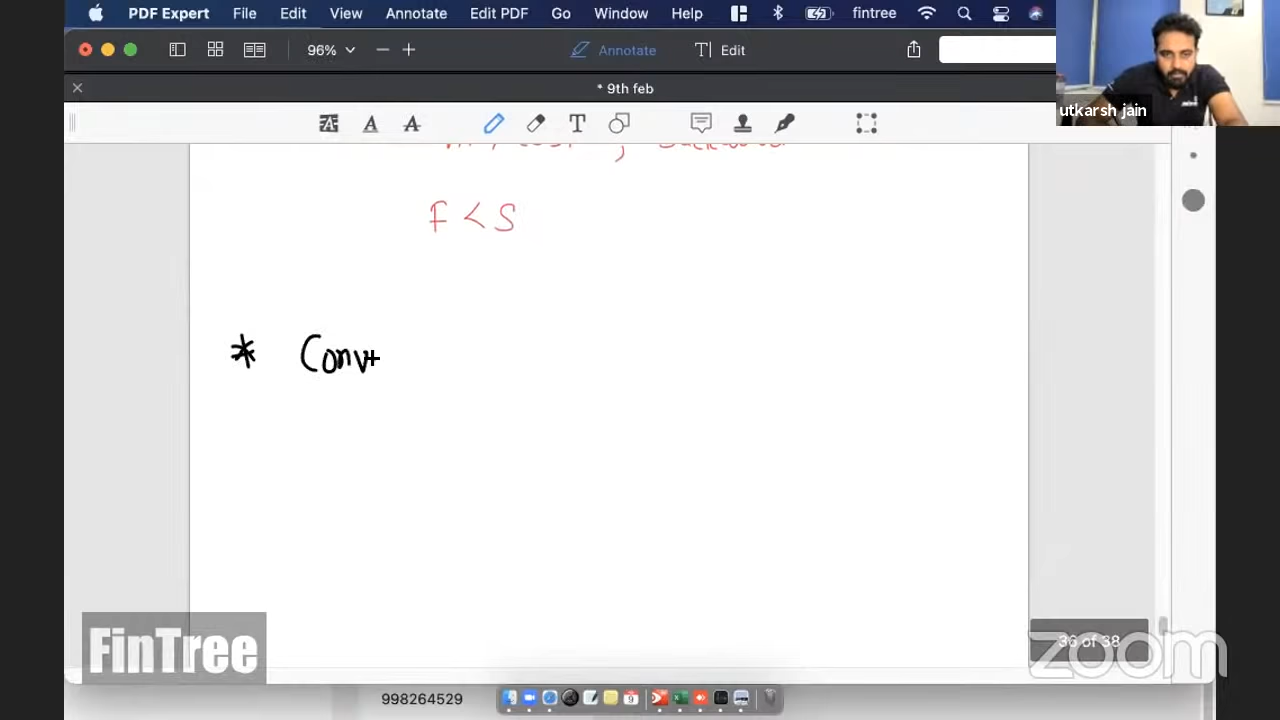 PDF Expert File Edit View Annotate Edit PDF Go Window Help fintree
96% Annotate T Edit
* 9th feb
utkarsh jain
F < S
* Conv
FinTree
36 of 38
zoom
998264529